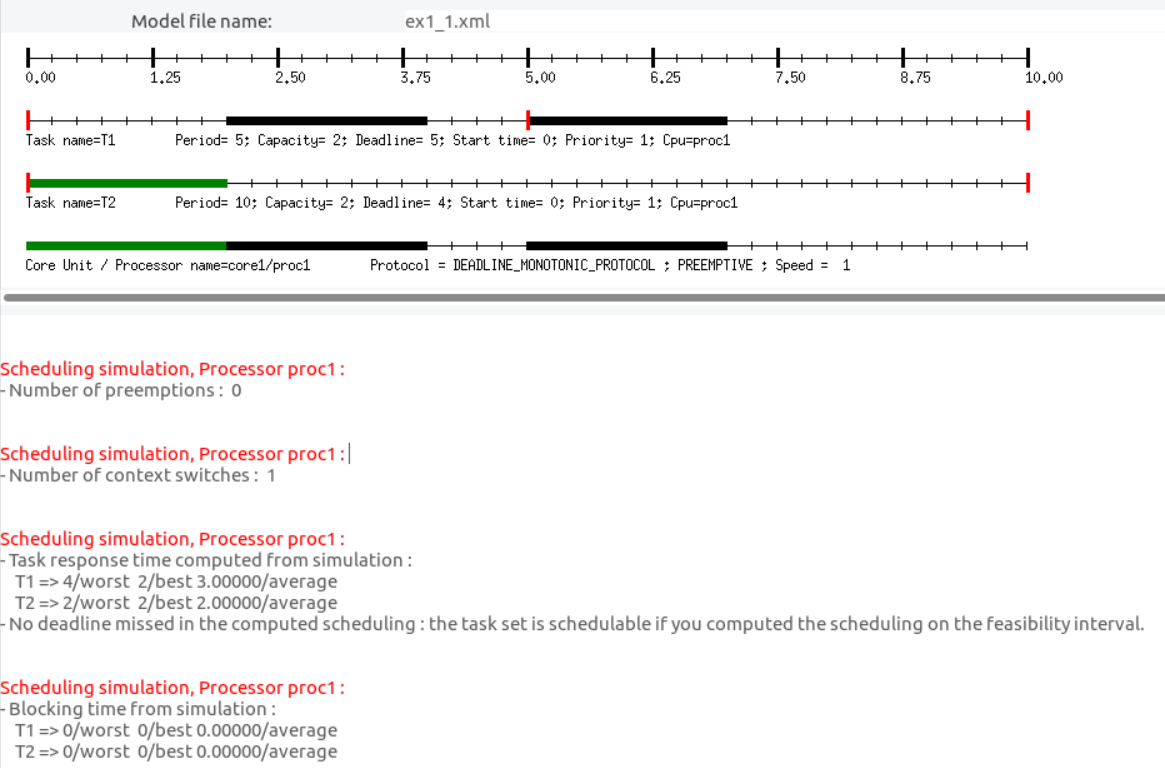 Model file name: ex1_1.xml
0.00 1.25 2.50 3.75 5.00 6.25 7.50 8.75 10.00
Task name=T1 Period= 5; Capacity= 2; Deadline= 5; Start time= 0; Priority= 1; Cpu=proc1
Task name=T2 Period= 10; Capacity= 2; Deadline= 4; Start time= 0; Priority= 1; Cpu=proc1
Core Unit / Processor name=core1/proc1 Protocol = DEADLINE_MONOTONIC_PROTOCOL ; PREEMPTIVE ; Speed = 1
Scheduling simulation, Processor proc1 :
- Number of preemptions : 0
Scheduling simulation, Processor proc1 :
- Number of context switches : 1
Scheduling simulation, Processor proc1 :
- Task response time computed from simulation :
T1 => 4/worst 2/best 3.00000/average
T2 => 2/worst 2/best 2.00000/average
- No deadline missed in the computed scheduling : the task set is schedulable if you computed the scheduling on the feasibility interval.
Scheduling simulation, Processor proc1 :
- Blocking time from simulation :
T1 => 0/worst 0/best 0.00000/average
T2 => 0/worst 0/best 0.00000/average